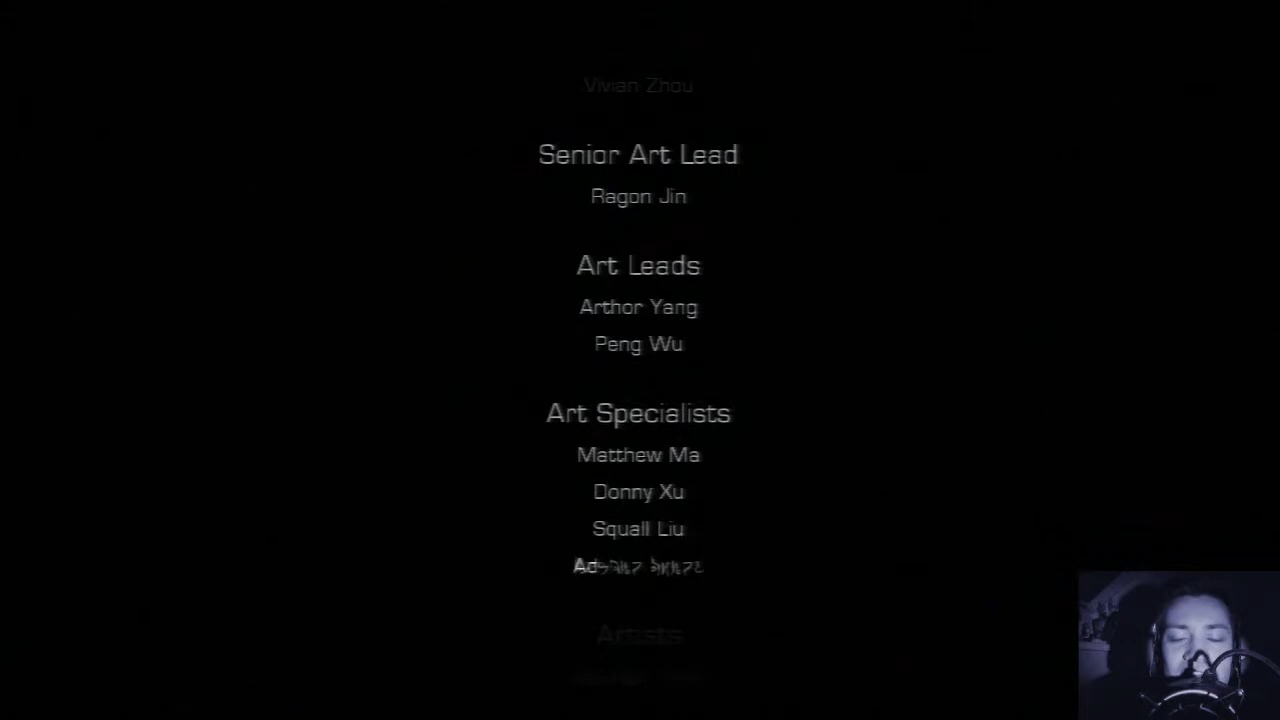 Vivian Zhou
Senior Art Lead
Ragon Jin
Art Leads
Arthor Yang
Peng Wu
Art Specialists
Matthew Ma
Donny Xu
Squall Liu
Artists